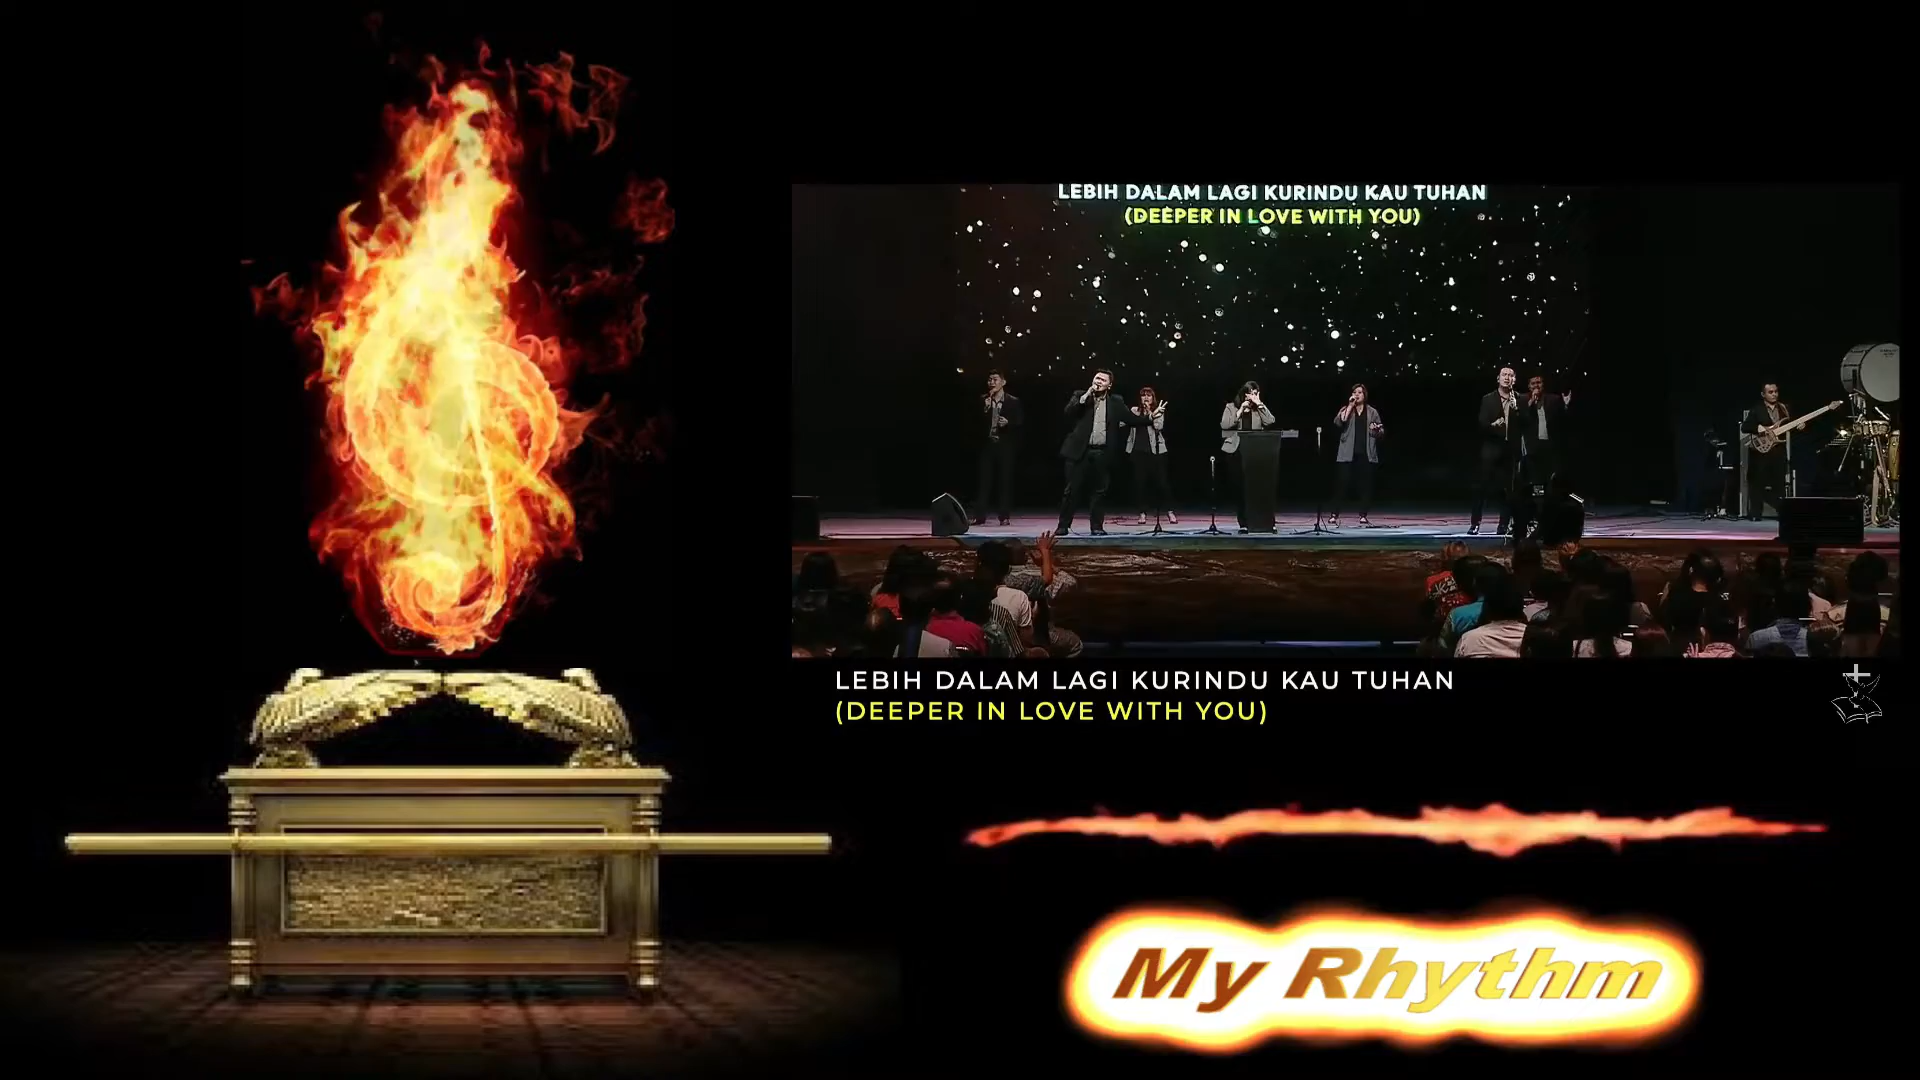 LEBIH DALAM LAGI KURINDU KAU TUHAN
(DEEPER IN LOVE WITH YOU)
LEBIH DALAM LAGI KURINDU KAU TUHAN
(DEEPER IN LOVE WITH YOU)
My Rhythm